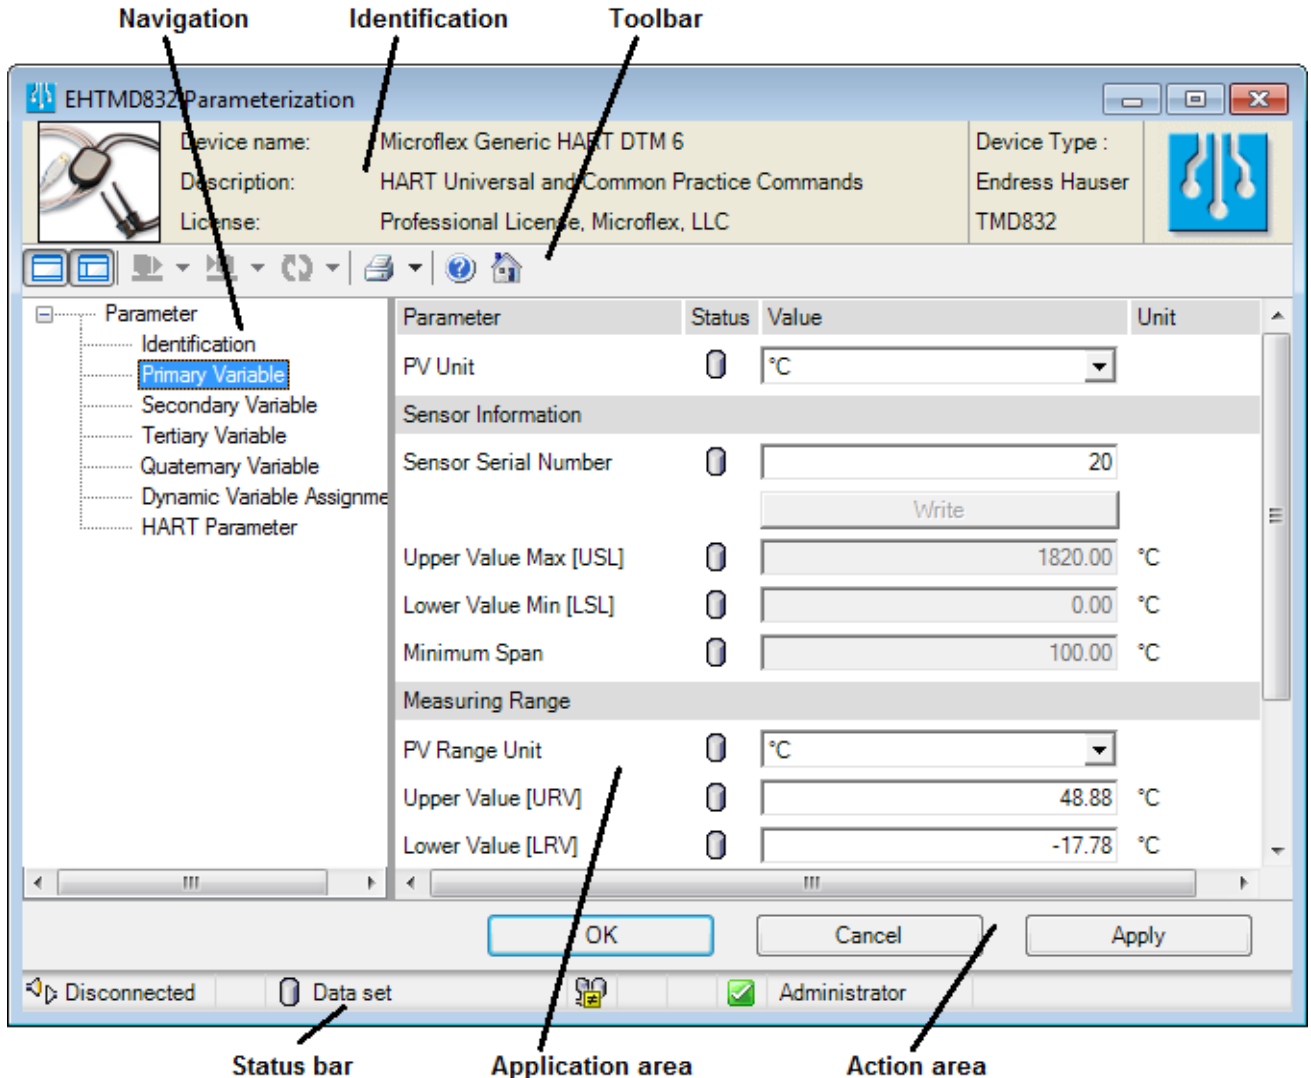 Navigation Identification Toolbar
EHTMD832 Parameterization
Device name: Microflex Generic HART DTM 6 Device Type :
Description: HART Universal and Common Practice Commands Endress Hauser
License: Professional License, Microflex, LLC TMD832
Parameter
Identification
Primary Variable
Secondary Variable
Tertiary Variable
Quaternary Variable
Dynamic Variable Assignme
HART Parameter
Parameter Status Value Unit
PV Unit °C
Sensor Information
Sensor Serial Number 20
Write
Upper Value Max [USL] 1820.00 °C
Lower Value Min [LSL] 0.00 °C
Minimum Span 100.00 °C
Measuring Range
PV Range Unit °C
Upper Value [URV] 48.88 °C
Lower Value [LRV] -17.78 °C
OK Cancel Apply
Disconnected Data set Administrator
Status bar Application area Action area